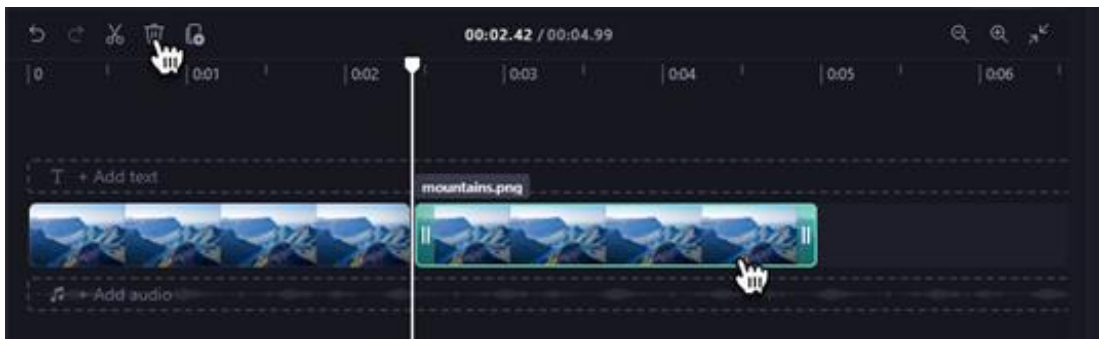 00:02.42 / 00:04.99
0 0:01 0:02 0:03 0:04 0:05 0:06
T + Add text
mountains.png
+ Add audio